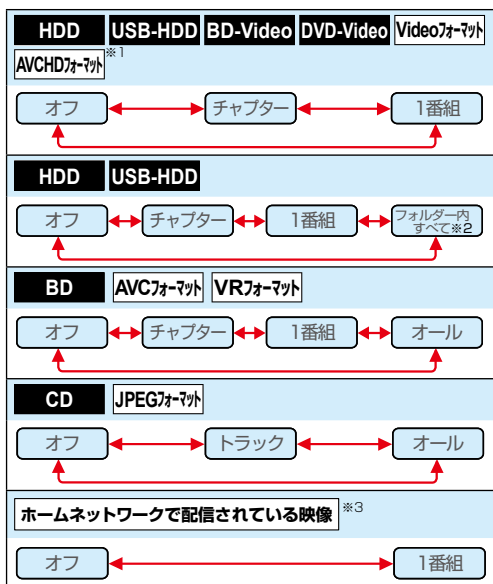 HDD USB-HDD BD-Video DVD-Video Videoフォーマット
AVCHDフォーマット※1
オフ チャプター 1番組
HDD USB-HDD
オフ チャプター 1番組 フォルダー内
すべて※2
BD AVCフォーマット VRフォーマット
オフ チャプター 1番組 オール
CD JPEGフォーマット
オフ トラック オール
ホームネットワークで配信されている映像 ※3
オフ 1番組